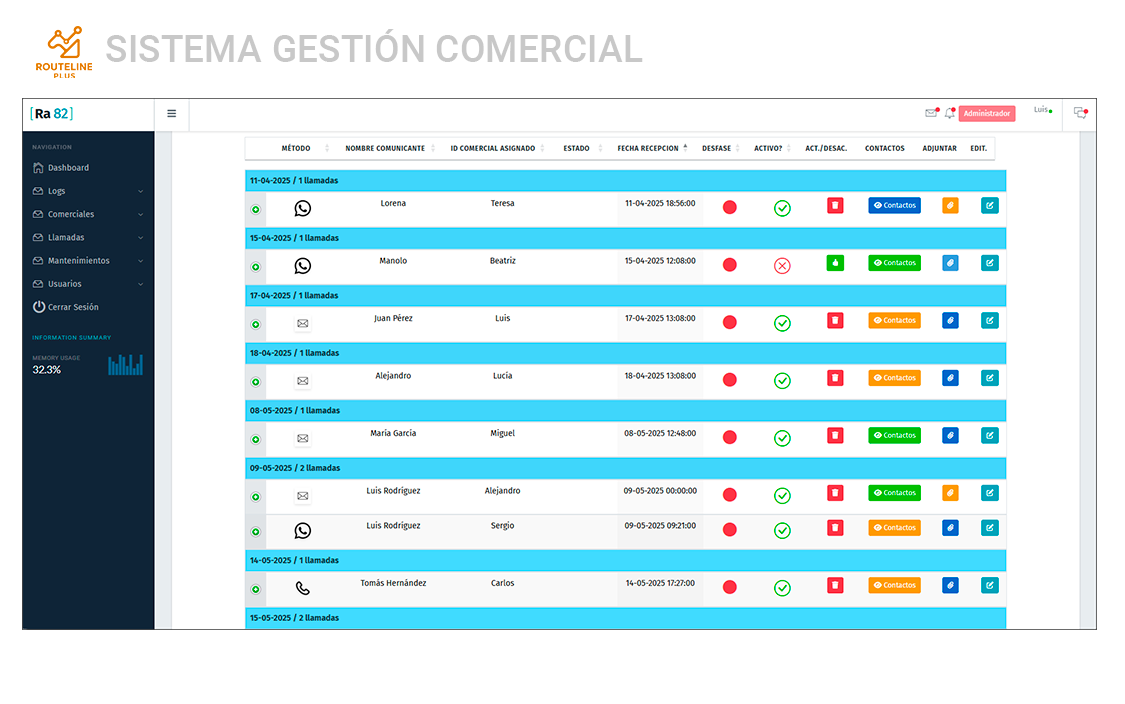 ROUTELINE
PLUS
SISTEMA GESTIÓN COMERCIAL
[Ra 82]
Administrador
Luis
NAVIGATION
Dashboard
Logs
Comerciales
Llamadas
Mantenimientos
Usuarios
Cerrar Sesión
INFORMATION SUMMARY
MEMORY USAGE
32.3%
MÉTODO NOMBRE COMUNICANTE ID COMERCIAL ASIGNADO ESTADO FECHA RECEPCION DESFASE ACTIVO? ACT./DESAC. CONTACTOS ADJUNTAR EDIT.
11-04-2025 / 1 llamadas
Lorena Teresa 11-04-2025 18:56:00 Contactos
15-04-2025 / 1 llamadas
Manolo Beatriz 15-04-2025 12:08:00 Contactos
17-04-2025 / 1 llamadas
Juan Pérez Luis 17-04-2025 13:08:00 Contactos
18-04-2025 / 1 llamadas
Alejandro Lucía 18-04-2025 13:08:00 Contactos
08-05-2025 / 1 llamadas
María García Miguel 08-05-2025 12:48:00 Contactos
09-05-2025 / 2 llamadas
Luis Rodríguez Alejandro 09-05-2025 00:00:00 Contactos
Luis Rodríguez Sergio 09-05-2025 09:21:00 Contactos
14-05-2025 / 1 llamadas
Tomás Hernández Carlos 14-05-2025 17:27:00 Contactos
15-05-2025 / 2 llamadas